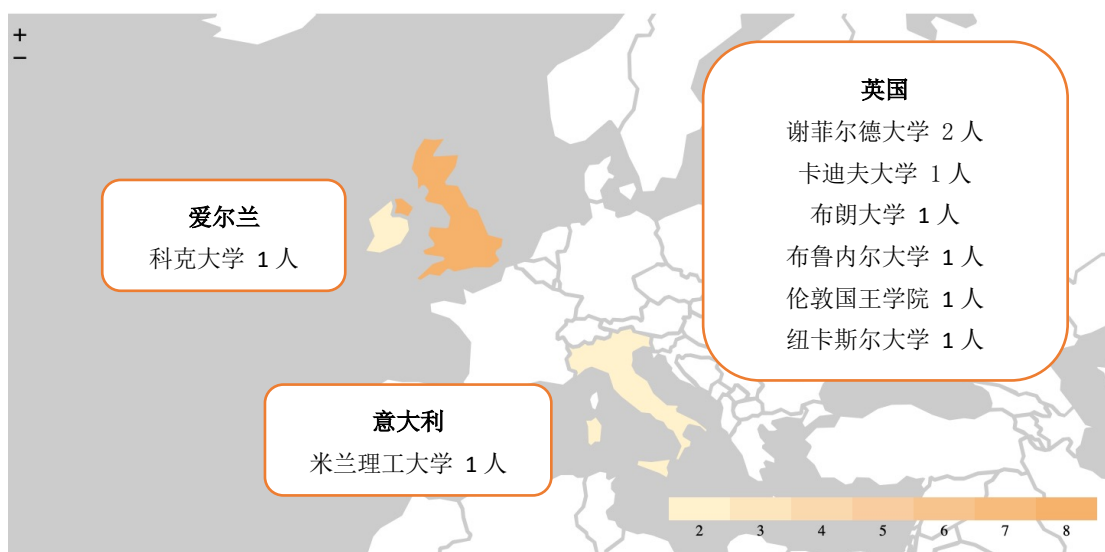 +
−
英国
谢菲尔德大学 2 人
卡迪夫大学 1 人
布朗大学 1 人
布鲁内尔大学 1 人
伦敦国王学院 1 人
纽卡斯尔大学 1 人
爱尔兰
科克大学 1 人
意大利
米兰理工大学 1 人
2 3 4 5 6 7 8